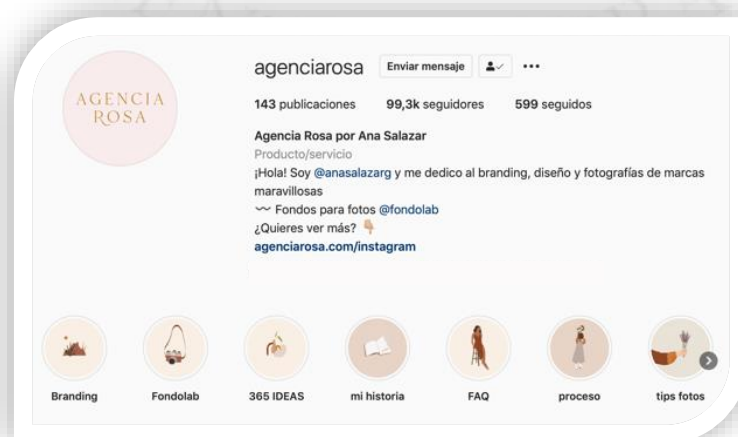 AGENCIA
ROSA
agenciarosa Enviar mensaje
143 publicaciones 99,3k seguidores 599 seguidos
Agencia Rosa por Ana Salazar
Producto/servicio
¡Hola! Soy @anasalazarg y me dedico al branding, diseño y fotografías de marcas
maravillosas
〰 Fondos para fotos @fondolab
¿Quieres ver más? 👇🏼
agenciarosa.com/instagram
Branding Fondolab 365 IDEAS mi historia FAQ proceso tips fotos